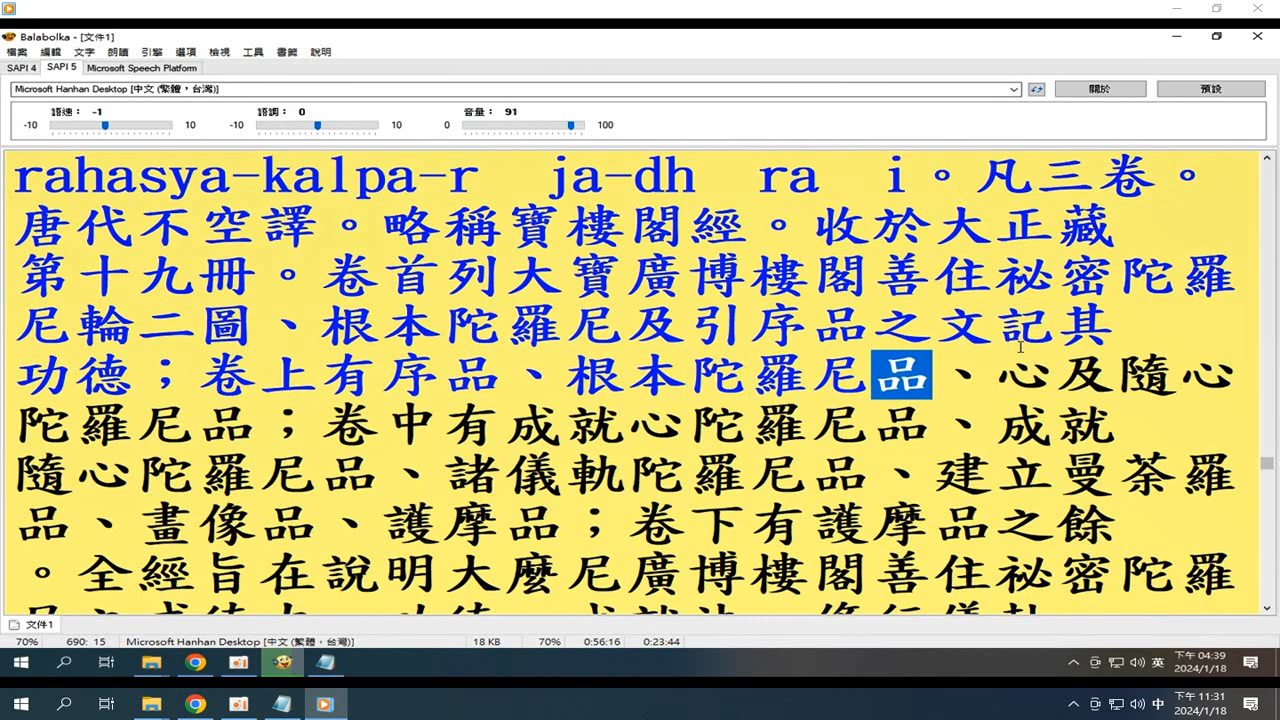 Balabolka - [文件1]
檔案 編輯 文字 朗讀 引擎 選項 檢視 工具 書籤 說明
SAPI 4 SAPI 5 Microsoft Speech Platform
Microsoft Hanhan Desktop [中文 (繁體，台灣)] 關於 預設
語速： -1 語調： 0 音量： 91
-10 10 -10 10 0 100
rahasya-kalpa-r ja-dh ra i。凡三卷。
唐代不空譯。略稱寶樓閣經。收於大正藏
第十九冊。卷首列大寶廣博樓閣善住祕密陀羅
尼輪二圖、根本陀羅尼及引序品之文記其
功德；卷上有序品、根本陀羅尼品、心及隨心
陀羅尼品；卷中有成就心陀羅尼品、成就
隨心陀羅尼品、諸儀軌陀羅尼品、建立曼荼羅
品、畫像品、護摩品；卷下有護摩品之餘
。全經旨在說明大麼尼廣博樓閣善住祕密陀羅
文件1
70% 690: 15 Microsoft Hanhan Desktop [中文 (繁體，台灣)] 18 KB 70% 0:56:16 0:23:44
英 下午 04:39
2024/1/18
中 下午 11:31
2024/1/18